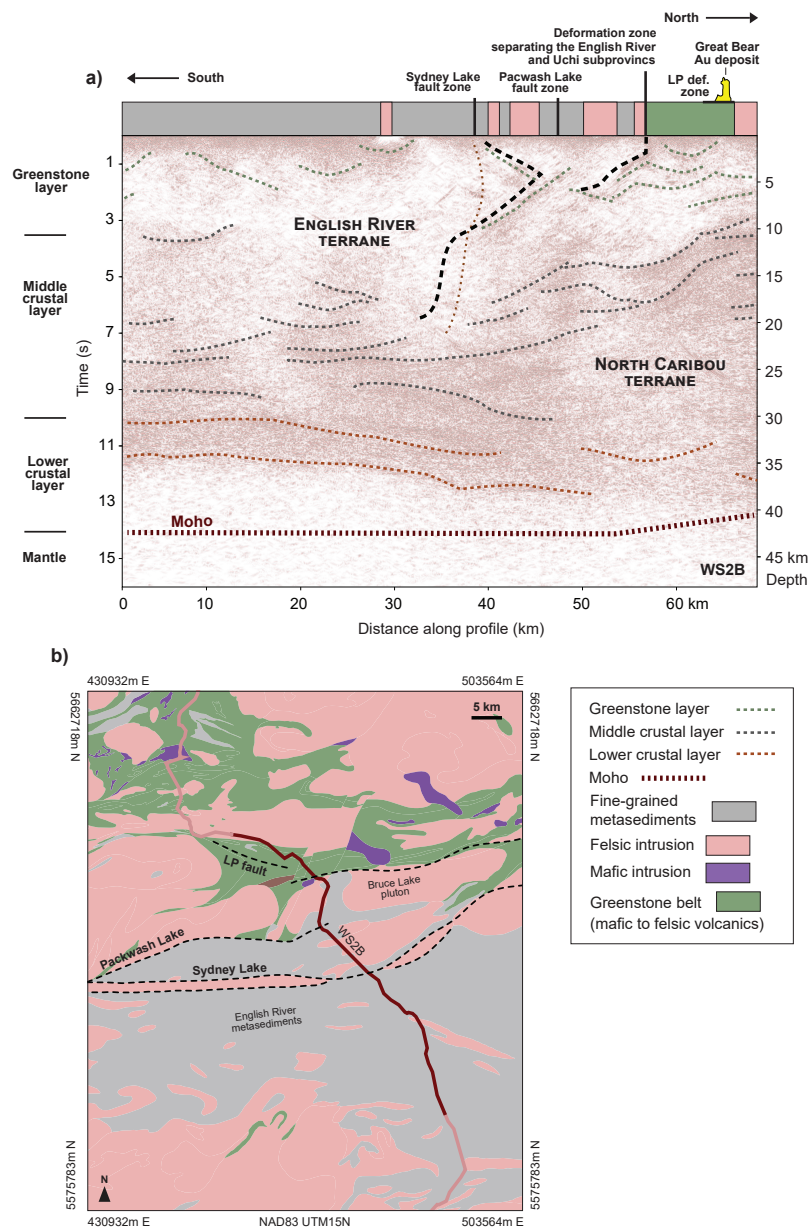 North
Deformation zone
separating the English River
and Uchi subprovincs
Great Bear
Au deposit
a)
South
Sydney Lake
fault zone
Pacwash Lake
fault zone
LP def.
zone
Greenstone
layer
Middle
crustal
layer
Lower
crustal
layer
Mantle
Time (s)
1
3
5
7
9
11
13
15
ENGLISH RIVER
TERRANE
NORTH CARIBOU
TERRANE
Moho
WS2B
5
10
15
20
25
30
35
40
45 km
Depth
0
10
20
30
40
50
60 km
Distance along profile (km)
b)
430932m E
503564m E
5662718m N
5662718m N
5 km
LP fault
Bruce Lake
pluton
Packwash Lake
WS2B
Sydney Lake
English River
metasediments
N
5575783m N
5575783m N
430932m E
NAD83 UTM15N
503564m E
Greenstone layer
Middle crustal layer
Lower crustal layer
Moho
Fine-grained
metasediments
Felsic intrusion
Mafic intrusion
Greenstone belt
(mafic to felsic volcanics)